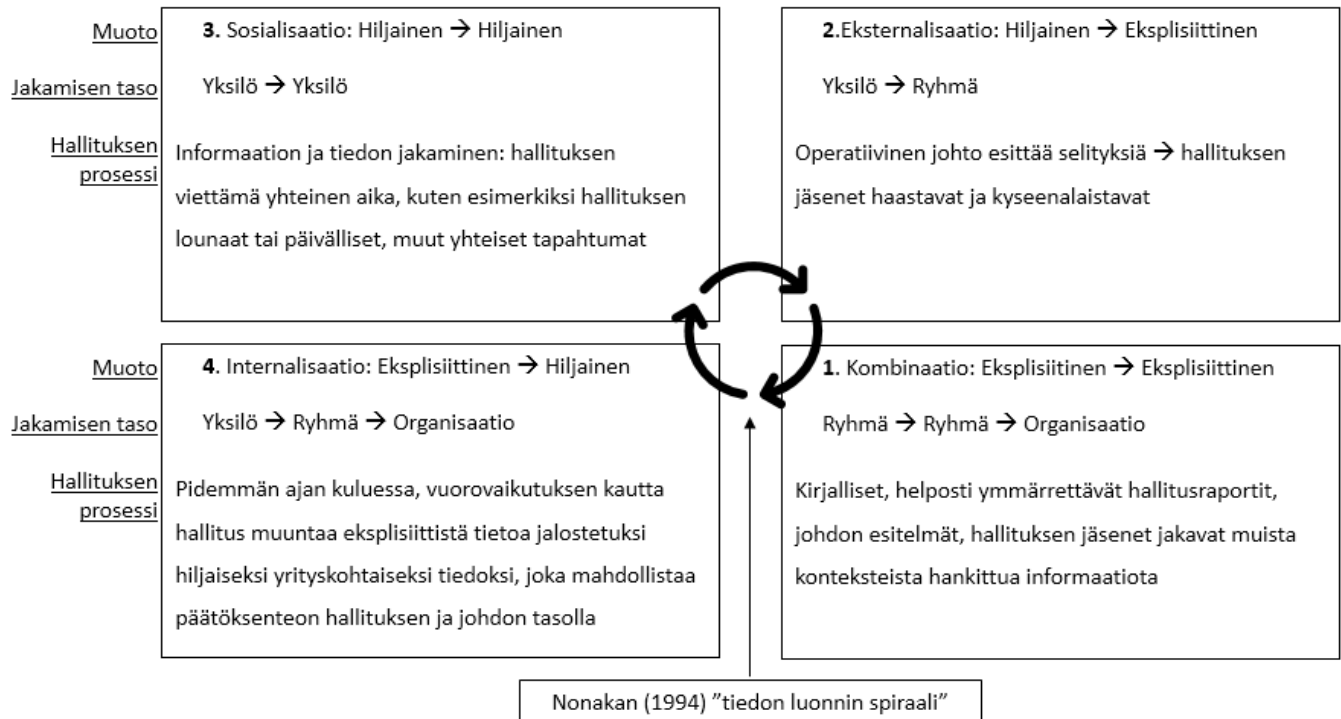 Muoto
3. Sosialisaatio: Hiljainen → Hiljainen
Jakamisen taso
Yksilö → Yksilö
Hallituksen
prosessi
Informaation ja tiedon jakaminen: hallituksen
viettämä yhteinen aika, kuten esimerkiksi hallituksen
lounaat tai päivälliset, muut yhteiset tapahtumat
2.Eksternalisaatio: Hiljainen → Eksplisiittinen
Yksilö → Ryhmä
Operatiivinen johto esittää selityksiä → hallituksen
jäsenet haastavat ja kyseenalaistavat
Muoto
4. Internalisaatio: Eksplisiittinen → Hiljainen
Jakamisen taso
Yksilö → Ryhmä → Organisaatio
Hallituksen
prosessi
Pidemmän ajan kuluessa, vuorovaikutuksen kautta
hallitus muuntaa eksplisiittistä tietoa jalostetuksi
hiljaiseksi yrityskohtaiseksi tiedoksi, joka mahdollistaa
päätöksenteon hallituksen ja johdon tasolla
1. Kombinaatio: Eksplisiitinen → Eksplisiittinen
Ryhmä → Ryhmä → Organisaatio
Kirjalliset, helposti ymmärrettävät hallitusraportit,
johdon esitelmät, hallituksen jäsenet jakavat muista
konteksteista hankittua informaatiota
Nonakan (1994) ”tiedon luonnin spiraali”